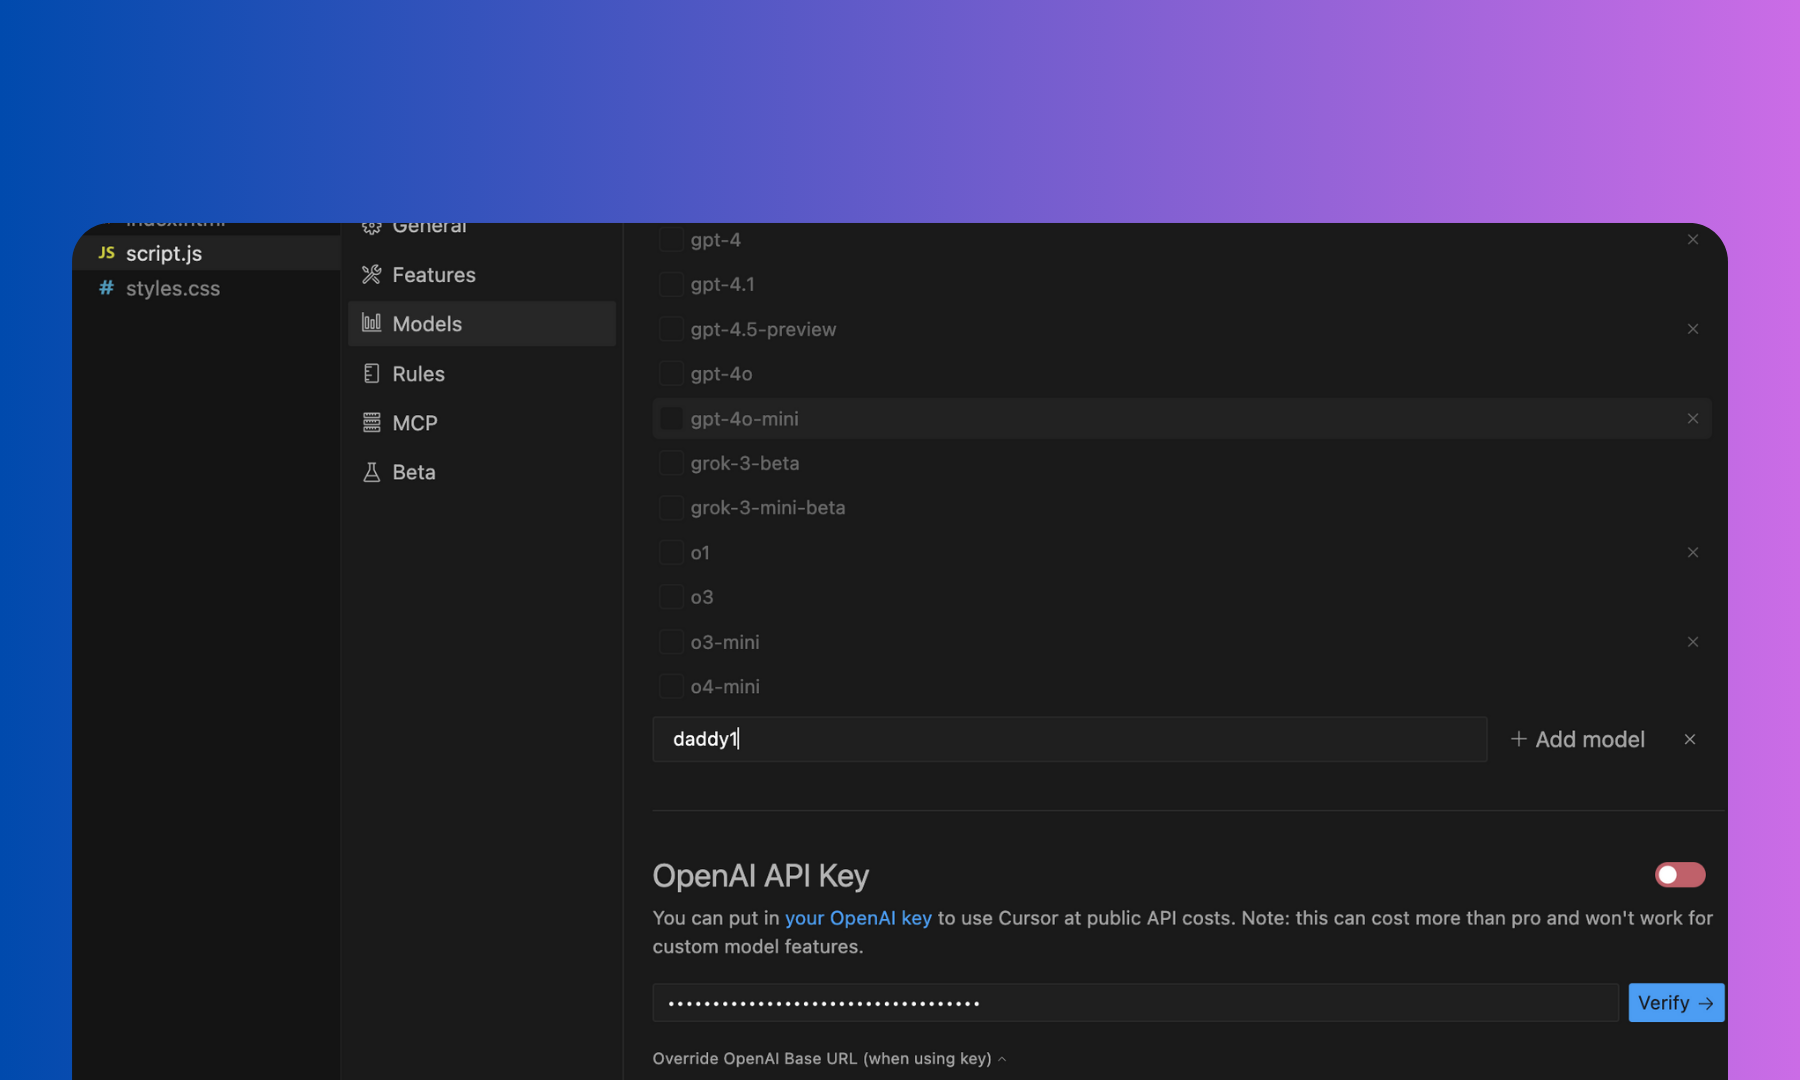 index.html
JS script.js
# styles.css
General
Features
Models
Rules
MCP
Beta
gpt-4
gpt-4.1
gpt-4.5-preview
gpt-4o
gpt-4o-mini
grok-3-beta
grok-3-mini-beta
o1
o3
o3-mini
o4-mini
daddy1
+ Add model
OpenAI API Key
You can put in your OpenAI key to use Cursor at public API costs. Note: this can cost more than pro and won't work for
custom model features.
••••••••••••••••••••••••••••••••••••
Verify →
Override OpenAI Base URL (when using key)